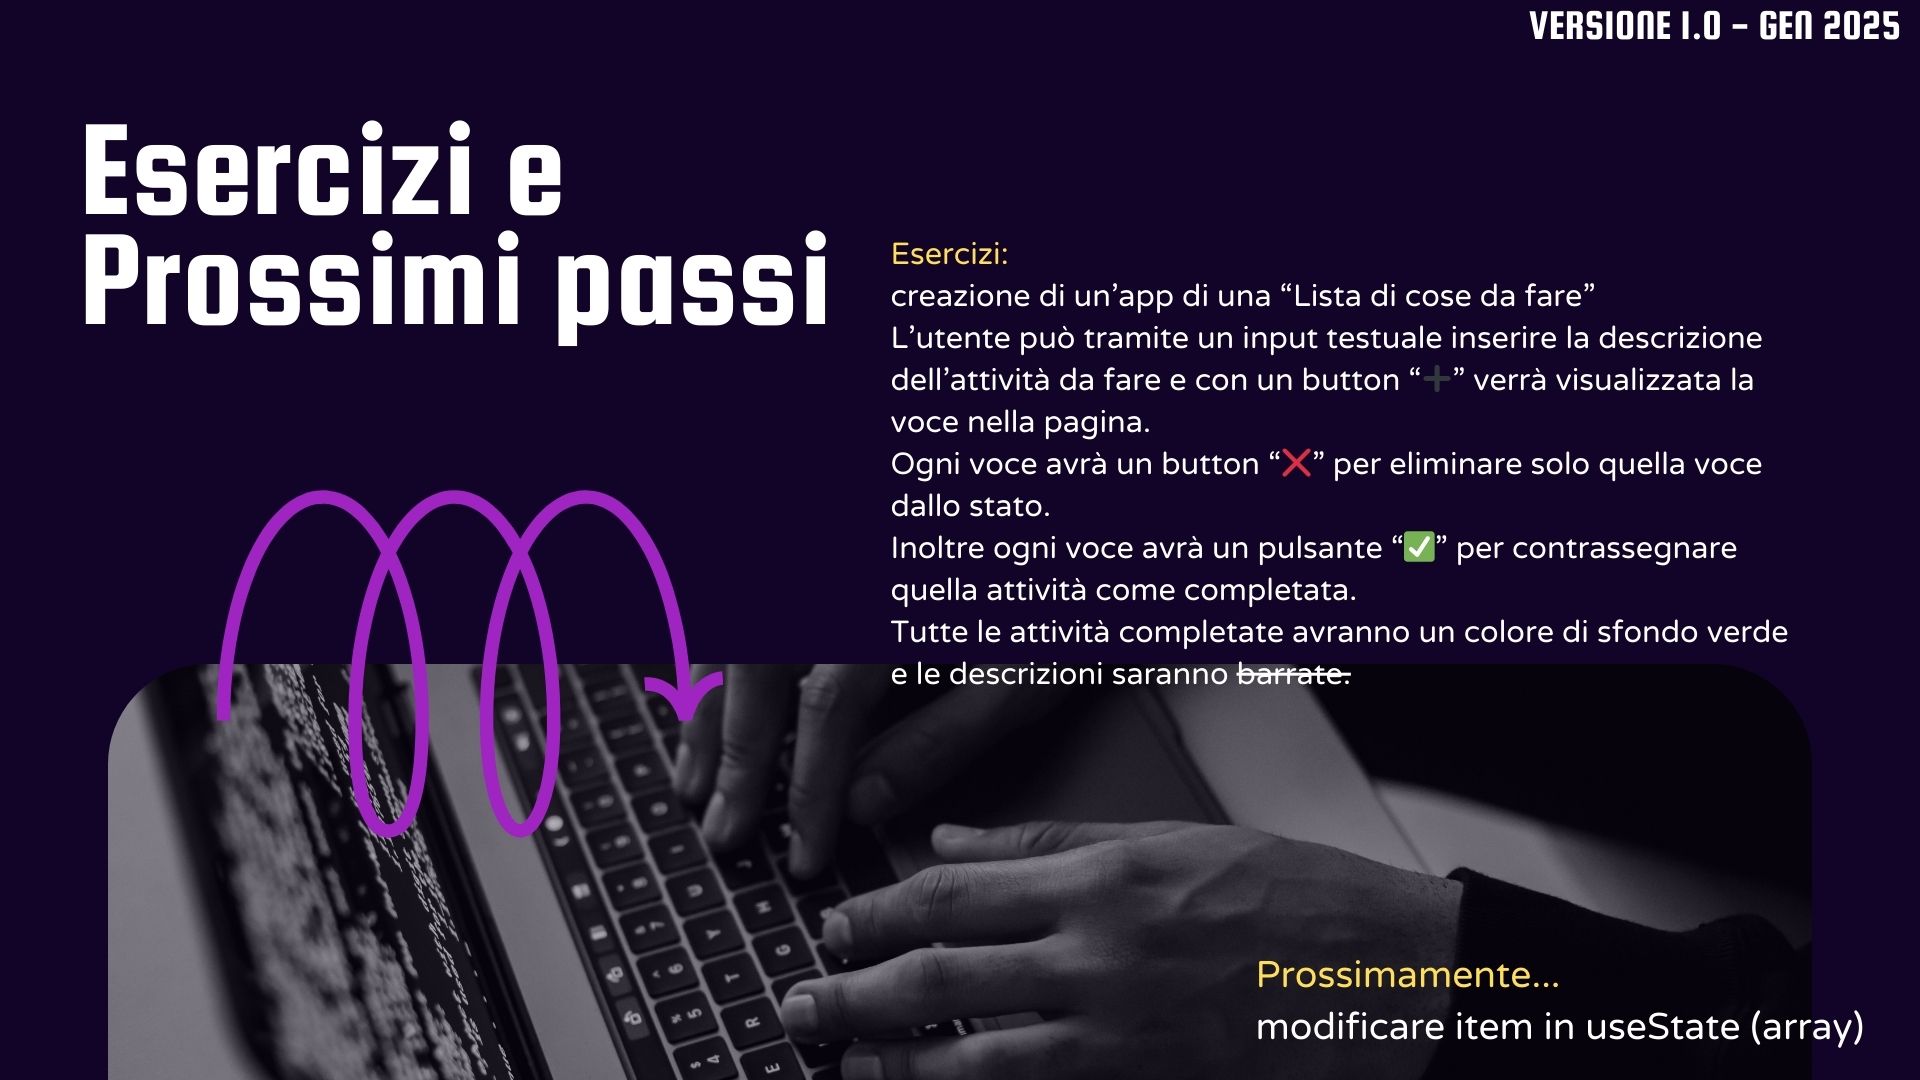 VERSIONE 1.0 - GEN 2025
Esercizi e
Prossimi passi
Esercizi:
creazione di un’app di una “Lista di cose da fare”
L’utente può tramite un input testuale inserire la descrizione
dell’attività da fare e con un button “➕” verrà visualizzata la
voce nella pagina.
Ogni voce avrà un button “❌” per eliminare solo quella voce
dallo stato.
Inoltre ogni voce avrà un pulsante “✅” per contrassegnare
quella attività come completata.
Tutte le attività completate avranno un colore di sfondo verde
e le descrizioni saranno barrate.
Prossimamente...
modificare item in useState (array)